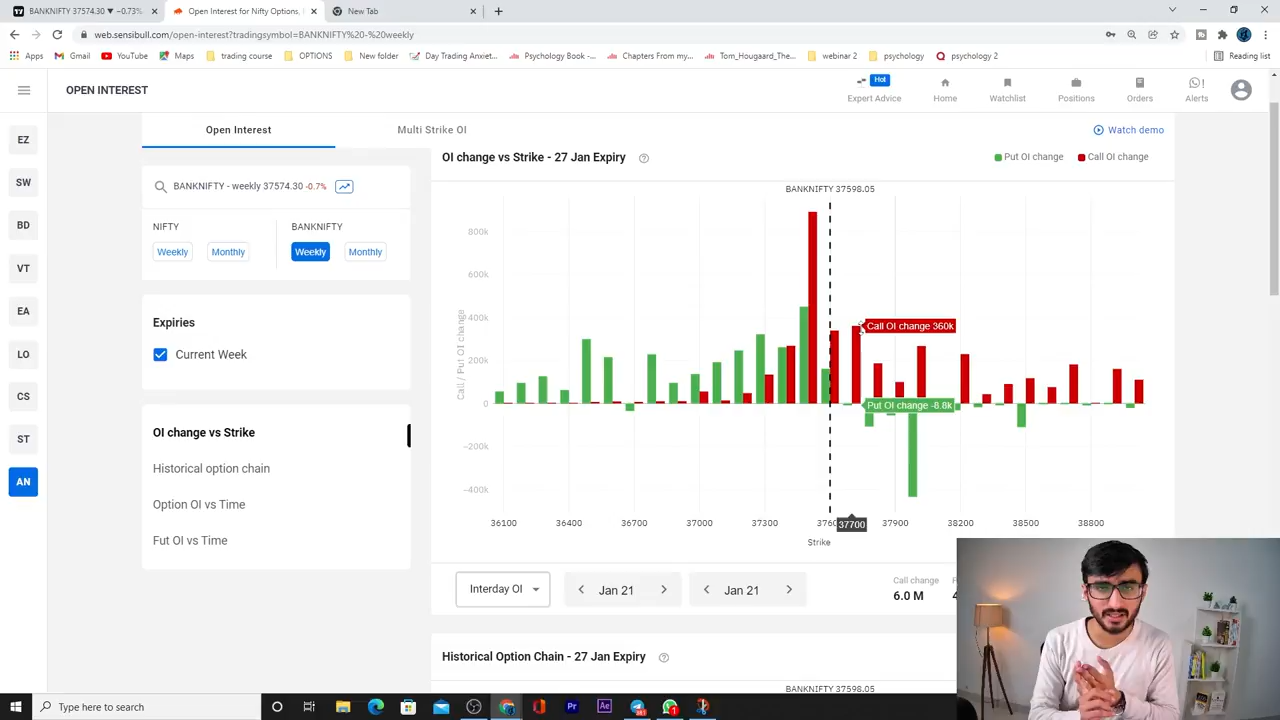 BANKNIFTY 37574.30 ▼ −0.73%
Open Interest for Nifty Options,
New Tab
web.sensibull.com/open-interest?tradingsymbol=BANKNIFTY%20-%20weekly
Apps
Gmail
YouTube
Maps
trading course
OPTIONS
New folder
Day Trading Anxiet...
Psychology Book -...
Chapters From my...
Tom_Hougaard_The...
webinar 2
psychology
psychology 2
Reading list
OPEN INTEREST
Hot
Expert Advice
Home
Watchlist
Positions
Orders
Alerts
EZ
SW
BD
VT
EA
LO
CS
ST
AN
Open Interest
Multi Strike OI
Watch demo
BANKNIFTY - weekly 37574.30 -0.7%
NIFTY
BANKNIFTY
Weekly
Monthly
Weekly
Monthly
Expiries
Current Week
OI change vs Strike
Historical option chain
Option OI vs Time
Fut OI vs Time
OI change vs Strike - 27 Jan Expiry
Put OI change
Call OI change
BANKNIFTY 37598.05
Call / Put OI change
800k
600k
400k
200k
0
−200k
−400k
Call OI change 360k
Put OI change -8.8k
36100
36400
36700
37000
37300
3760
37700
37900
38200
38500
38800
Strike
Interday OI
Jan 21
Jan 21
Call change
6.0 M
Historical Option Chain - 27 Jan Expiry
BANKNIFTY 37598.05
Type here to search